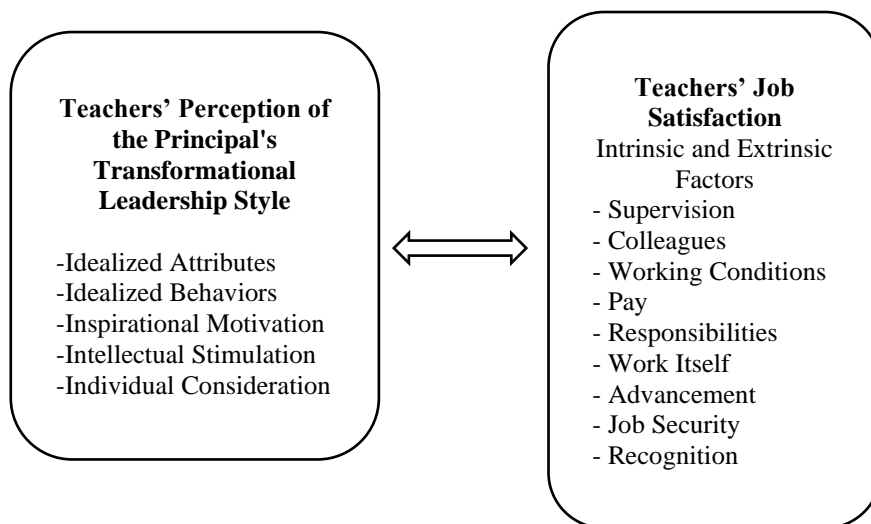 Teachers’ Perception of
the Principal's
Transformational
Leadership Style
-Idealized Attributes
-Idealized Behaviors
-Inspirational Motivation
-Intellectual Stimulation
-Individual Consideration
Teachers’ Job
Satisfaction
Intrinsic and Extrinsic
Factors
- Supervision
- Colleagues
- Working Conditions
- Pay
- Responsibilities
- Work Itself
- Advancement
- Job Security
- Recognition